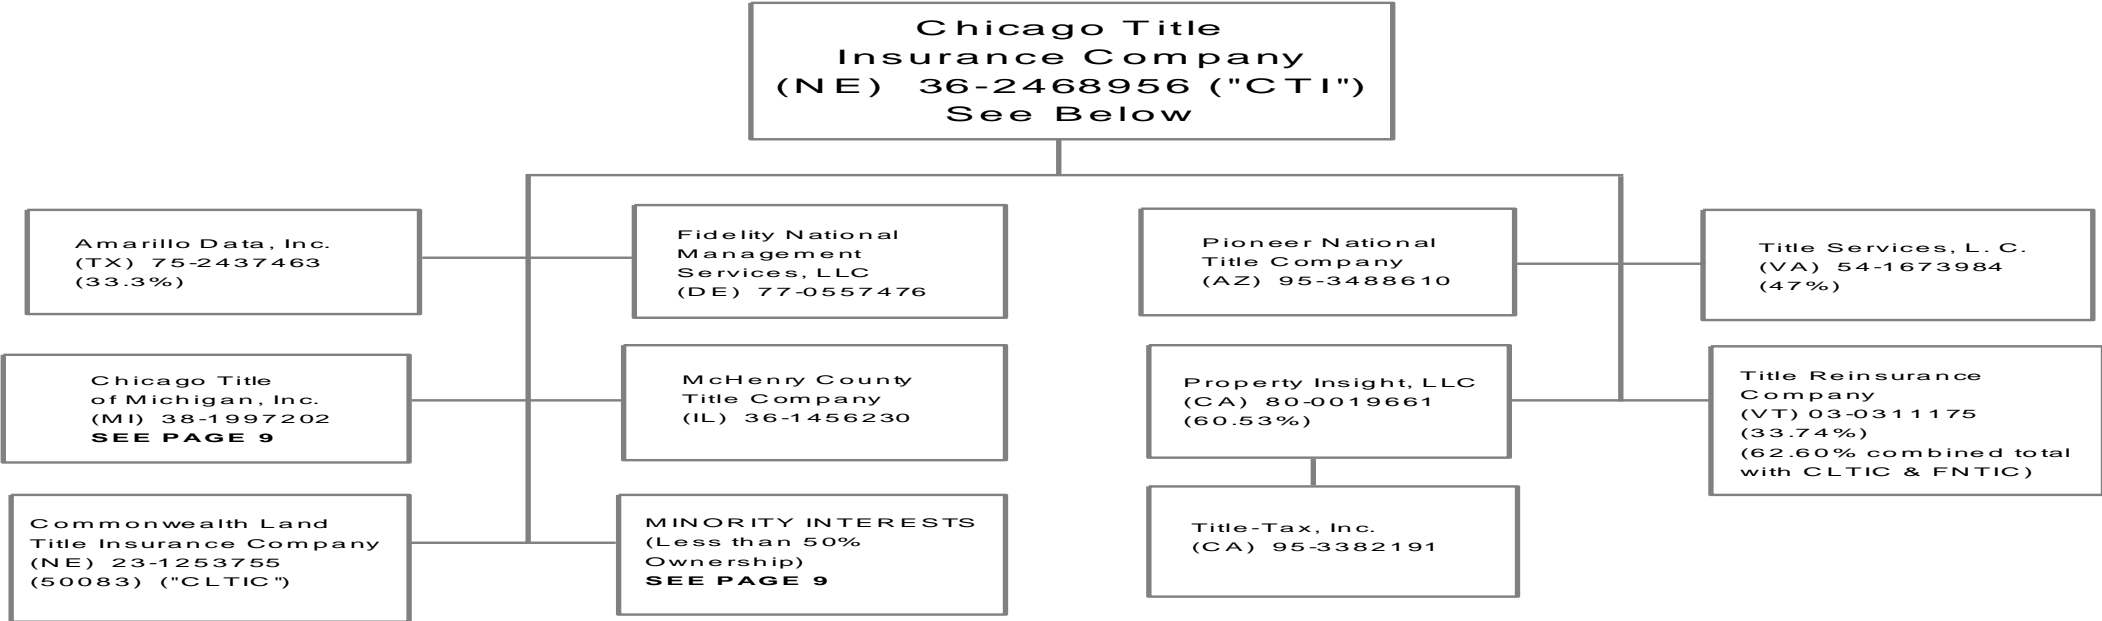 Chicago Title
Insurance Company
(NE) 36-2468956 ("CTI")
See Below
Amarillo Data, Inc.
(TX) 75-2437463
(33.3%)
Fidelity National
Management
Services, LLC
(DE) 77-0557476
Pioneer National
Title Company
(AZ) 95-3488610
Title Services, L. C.
(VA) 54-1673984
(47%)
Chicago Title
of Michigan, Inc.
(MI) 38-1997202
SEE PAGE 9
McHenry County
Title Company
(IL) 36-1456230
Property Insight, LLC
(CA) 80-0019661
(60.53%)
Title Reinsurance
Company
(VT) 03-0311175
(33.74%)
(62.60% combined total
with CLTIC & FNTIC)
Commonwealth Land
Title Insurance Company
(NE) 23-1253755
(50083) ("CLTIC")
MINORITY INTERESTS
(Less than 50%
Ownership)
SEE PAGE 9
Title-Tax, Inc.
(CA) 95-3382191